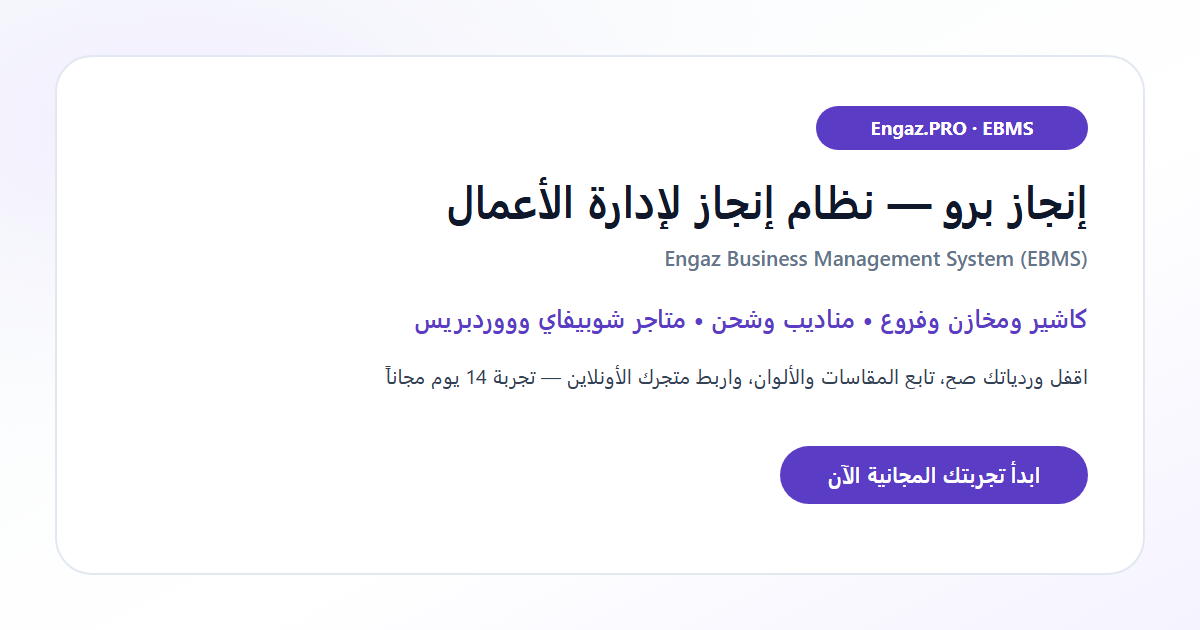 Engaz.PRO · EBMS
إنجاز برو — نظام إنجاز لإدارة الأعمال
Engaz Business Management System (EBMS)
كاشير ومخازن وفروع • مناديب وشحن • متاجر شوبيفاي وووردبريس
اقفل وردياتك صح، تابع المقاسات والألوان، واربط متجرك الأونلاين — تجربة 14 يوم مجاناً
ابدأ تجربتك المجانية الآن